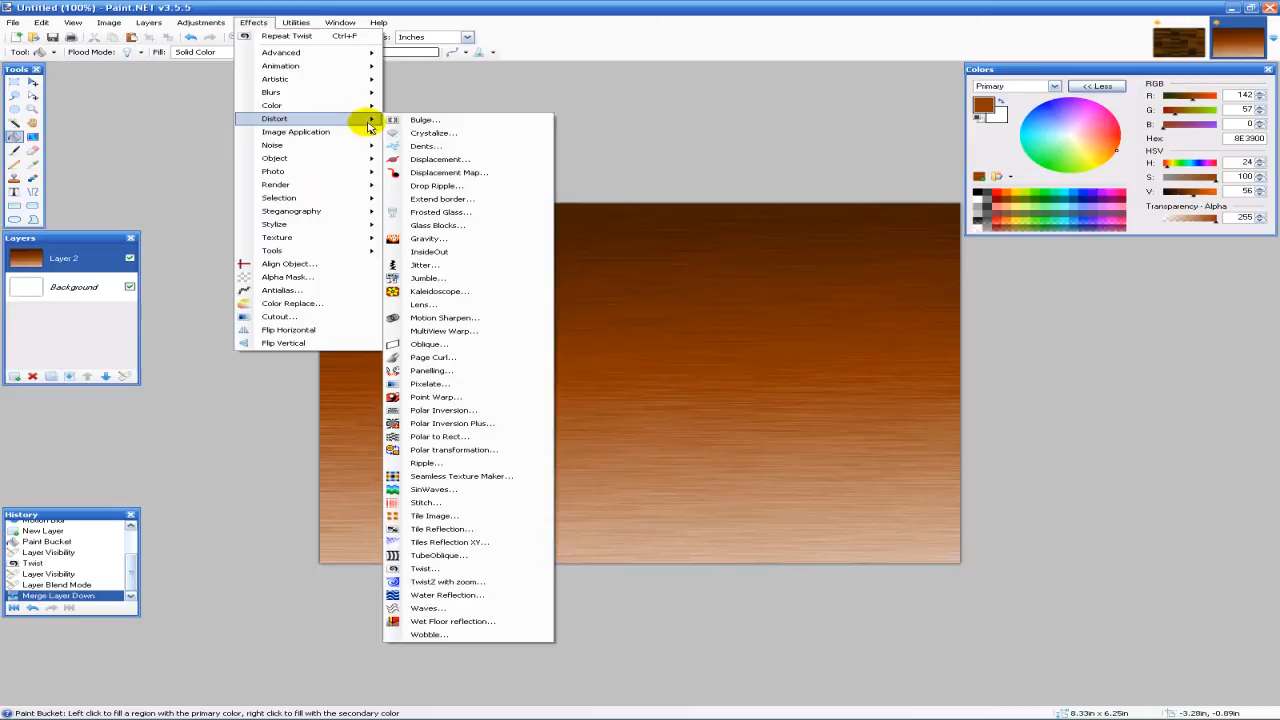 Untitled (100%) - Paint.NET v3.5.5
File Edit View Image Layers Adjustments Effects Utilities Window Help
Tool: Flood Mode: Fill: Solid Color
Inches
Repeat Twist Ctrl+F
Advanced
Animation
Artistic
Blurs
Color
Distort
Image Application
Noise
Object
Photo
Render
Selection
Steganography
Stylize
Texture
Tools
Align Object...
Alpha Mask...
Antialias...
Color Replace...
Cutout...
Flip Horizontal
Flip Vertical
Bulge...
Crystalize...
Dents...
Displacement...
Displacement Map...
Drop Ripple...
Extend border...
Frosted Glass...
Glass Blocks...
Gravity...
InsideOut
Jitter...
Jumble...
Kaleidoscope...
Lens...
Motion Sharpen...
MultiView Warp...
Oblique...
Page Curl...
Panelling...
Pixelate...
Point Warp...
Polar Inversion...
Polar Inversion Plus...
Polar to Rect...
Polar transformation...
Ripple...
Seamless Texture Maker...
SinWaves...
Stitch...
Tile Image...
Tile Reflection...
Tiles Reflection XY...
TubeOblique...
Twist...
Twist2 with zoom...
Water Reflection...
Waves...
Wet Floor reflection...
Wobble...
Tools
Layers
Layer 2
Background
History
Motion Blur
New Layer
Paint Bucket
Layer Visibility
Twist
Layer Visibility
Layer Blend Mode
Merge Layer Down
Colors
Primary
<< Less
RGB
R: 142
G: 57
B: 0
Hex: 8E3900
HSV
H: 24
S: 100
V: 56
Transparency - Alpha
255
Paint Bucket: Left click to fill a region with the primary color, right click to fill with the secondary color
8.33in x 6.25in
-3.28in, -0.89in